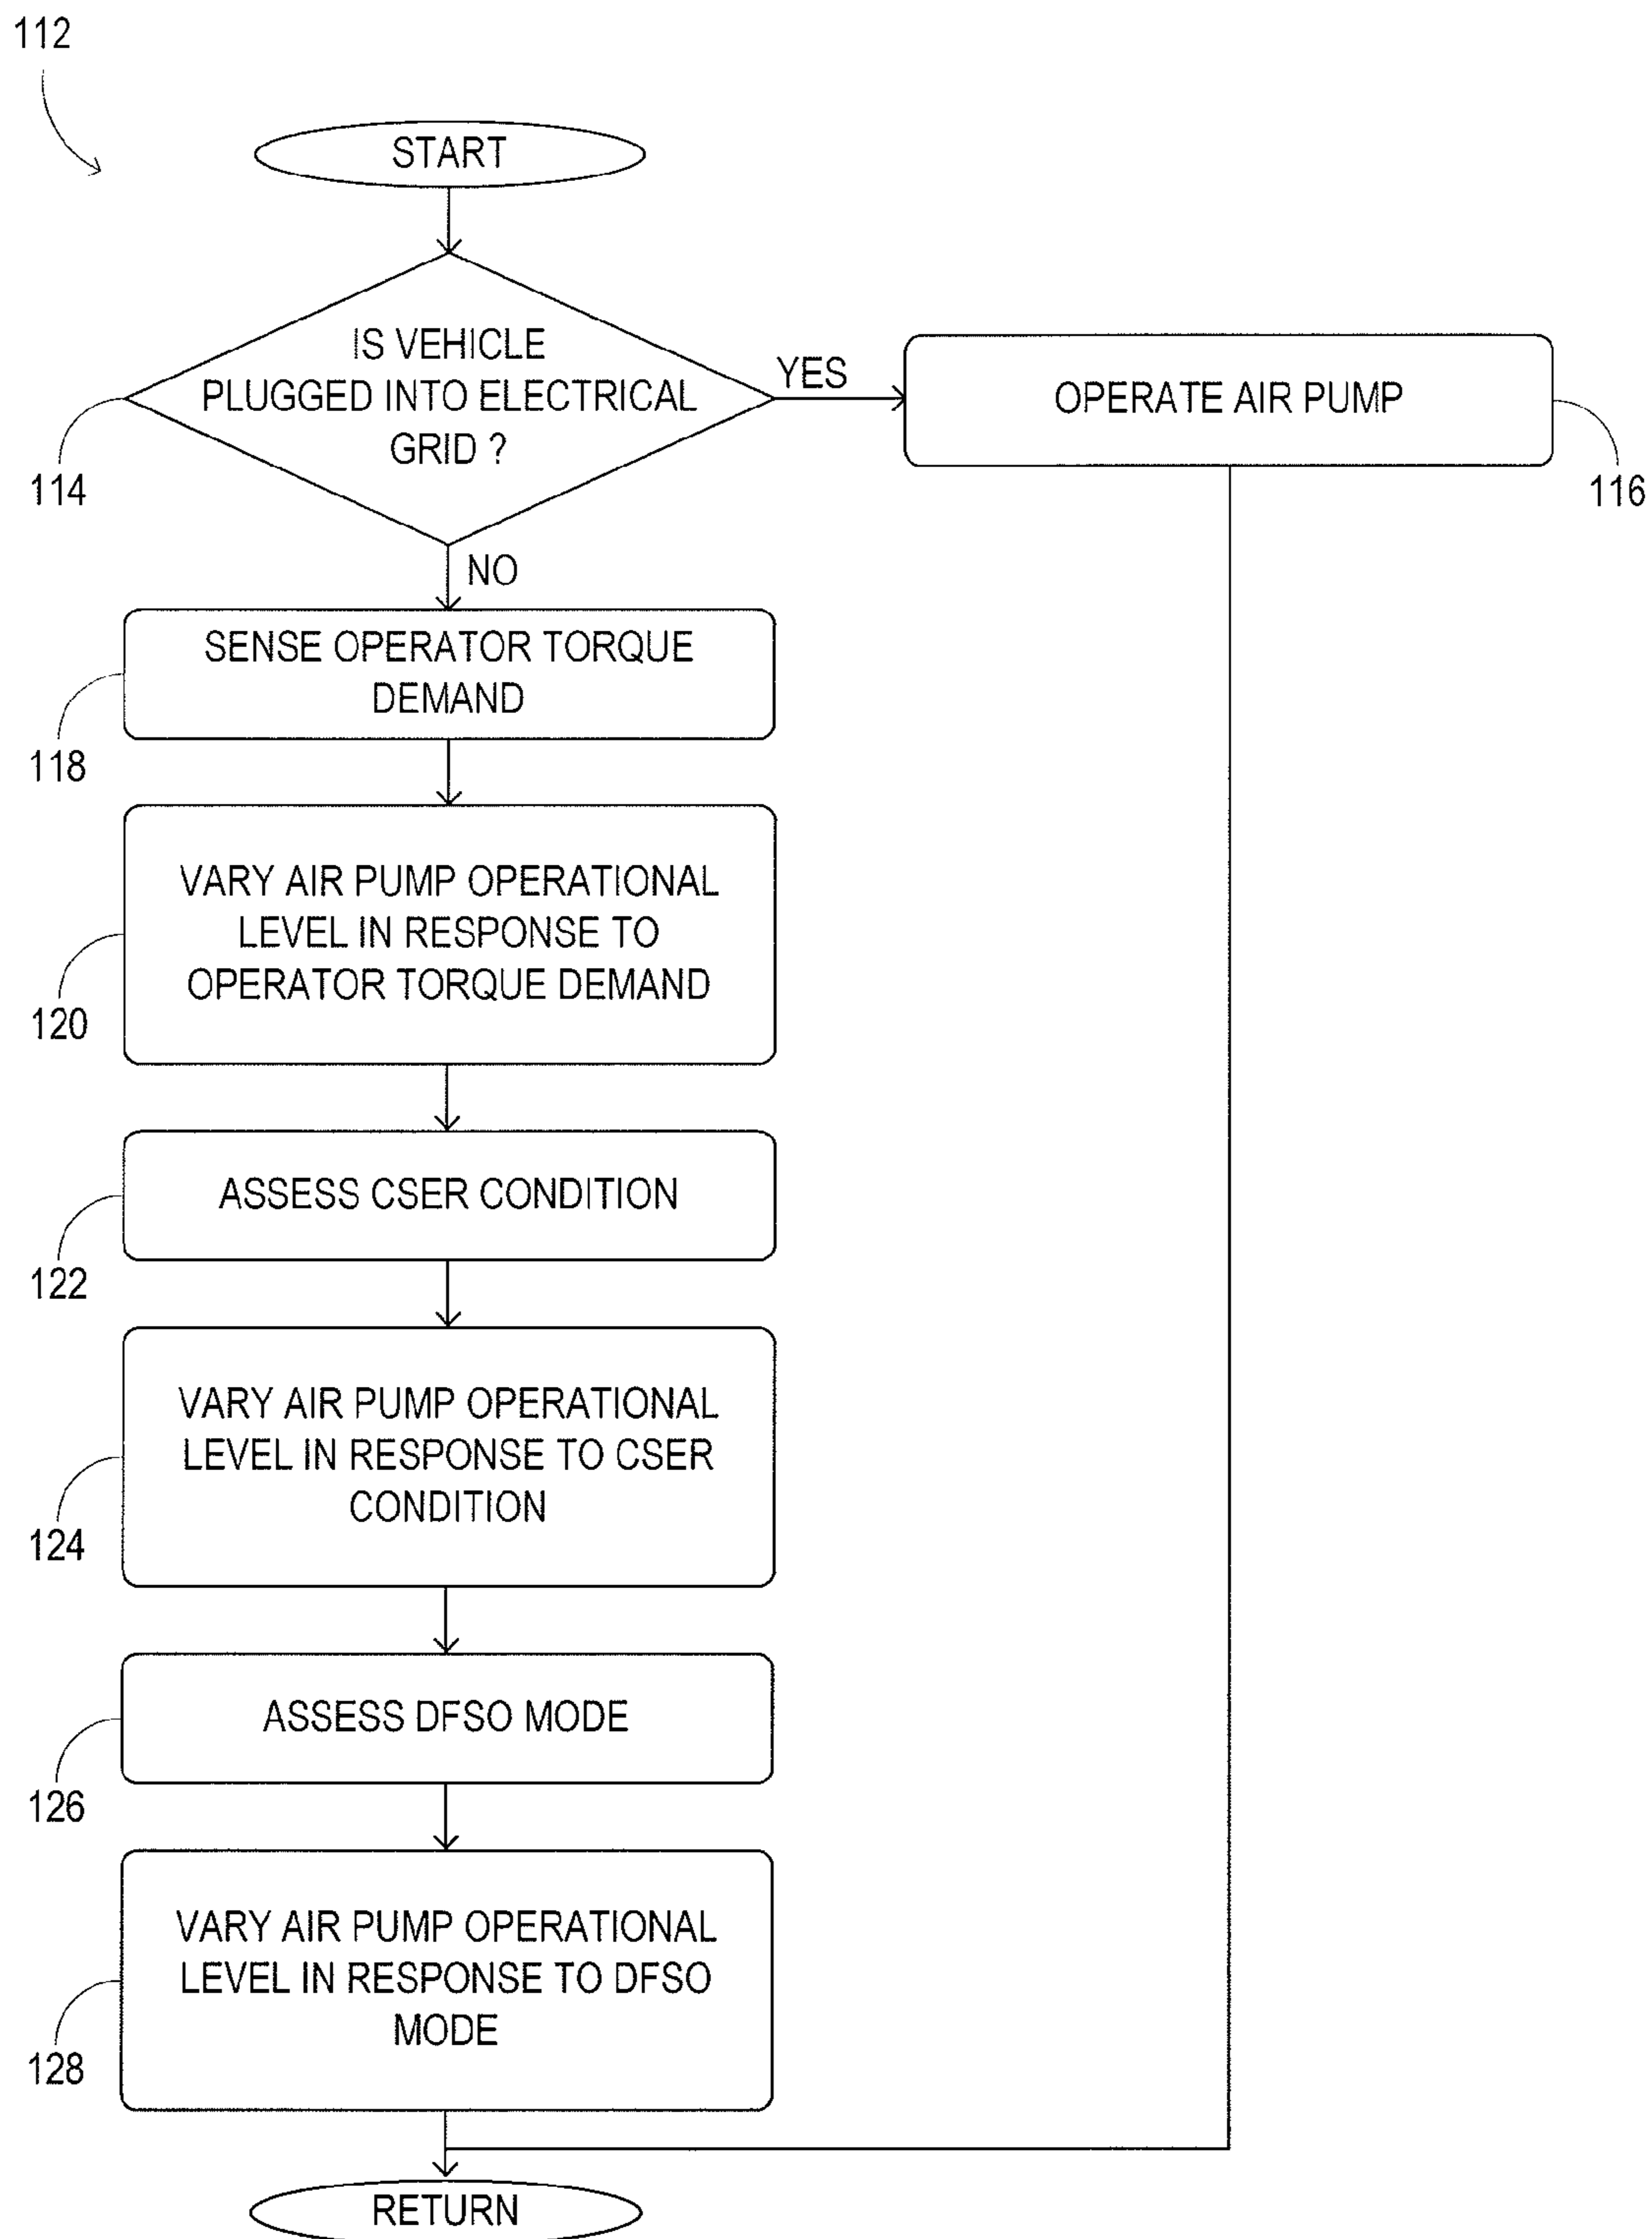 112
START
IS VEHICLE
PLUGGED INTO ELECTRICAL
GRID ?
114
YES
OPERATE AIR PUMP
116
NO
SENSE OPERATOR TORQUE
DEMAND
118
VARY AIR PUMP OPERATIONAL
LEVEL IN RESPONSE TO
OPERATOR TORQUE DEMAND
120
ASSESS CSER CONDITION
122
VARY AIR PUMP OPERATIONAL
LEVEL IN RESPONSE TO CSER
CONDITION
124
ASSESS DFSO MODE
126
VARY AIR PUMP OPERATIONAL
LEVEL IN RESPONSE TO DFSO
MODE
128
RETURN